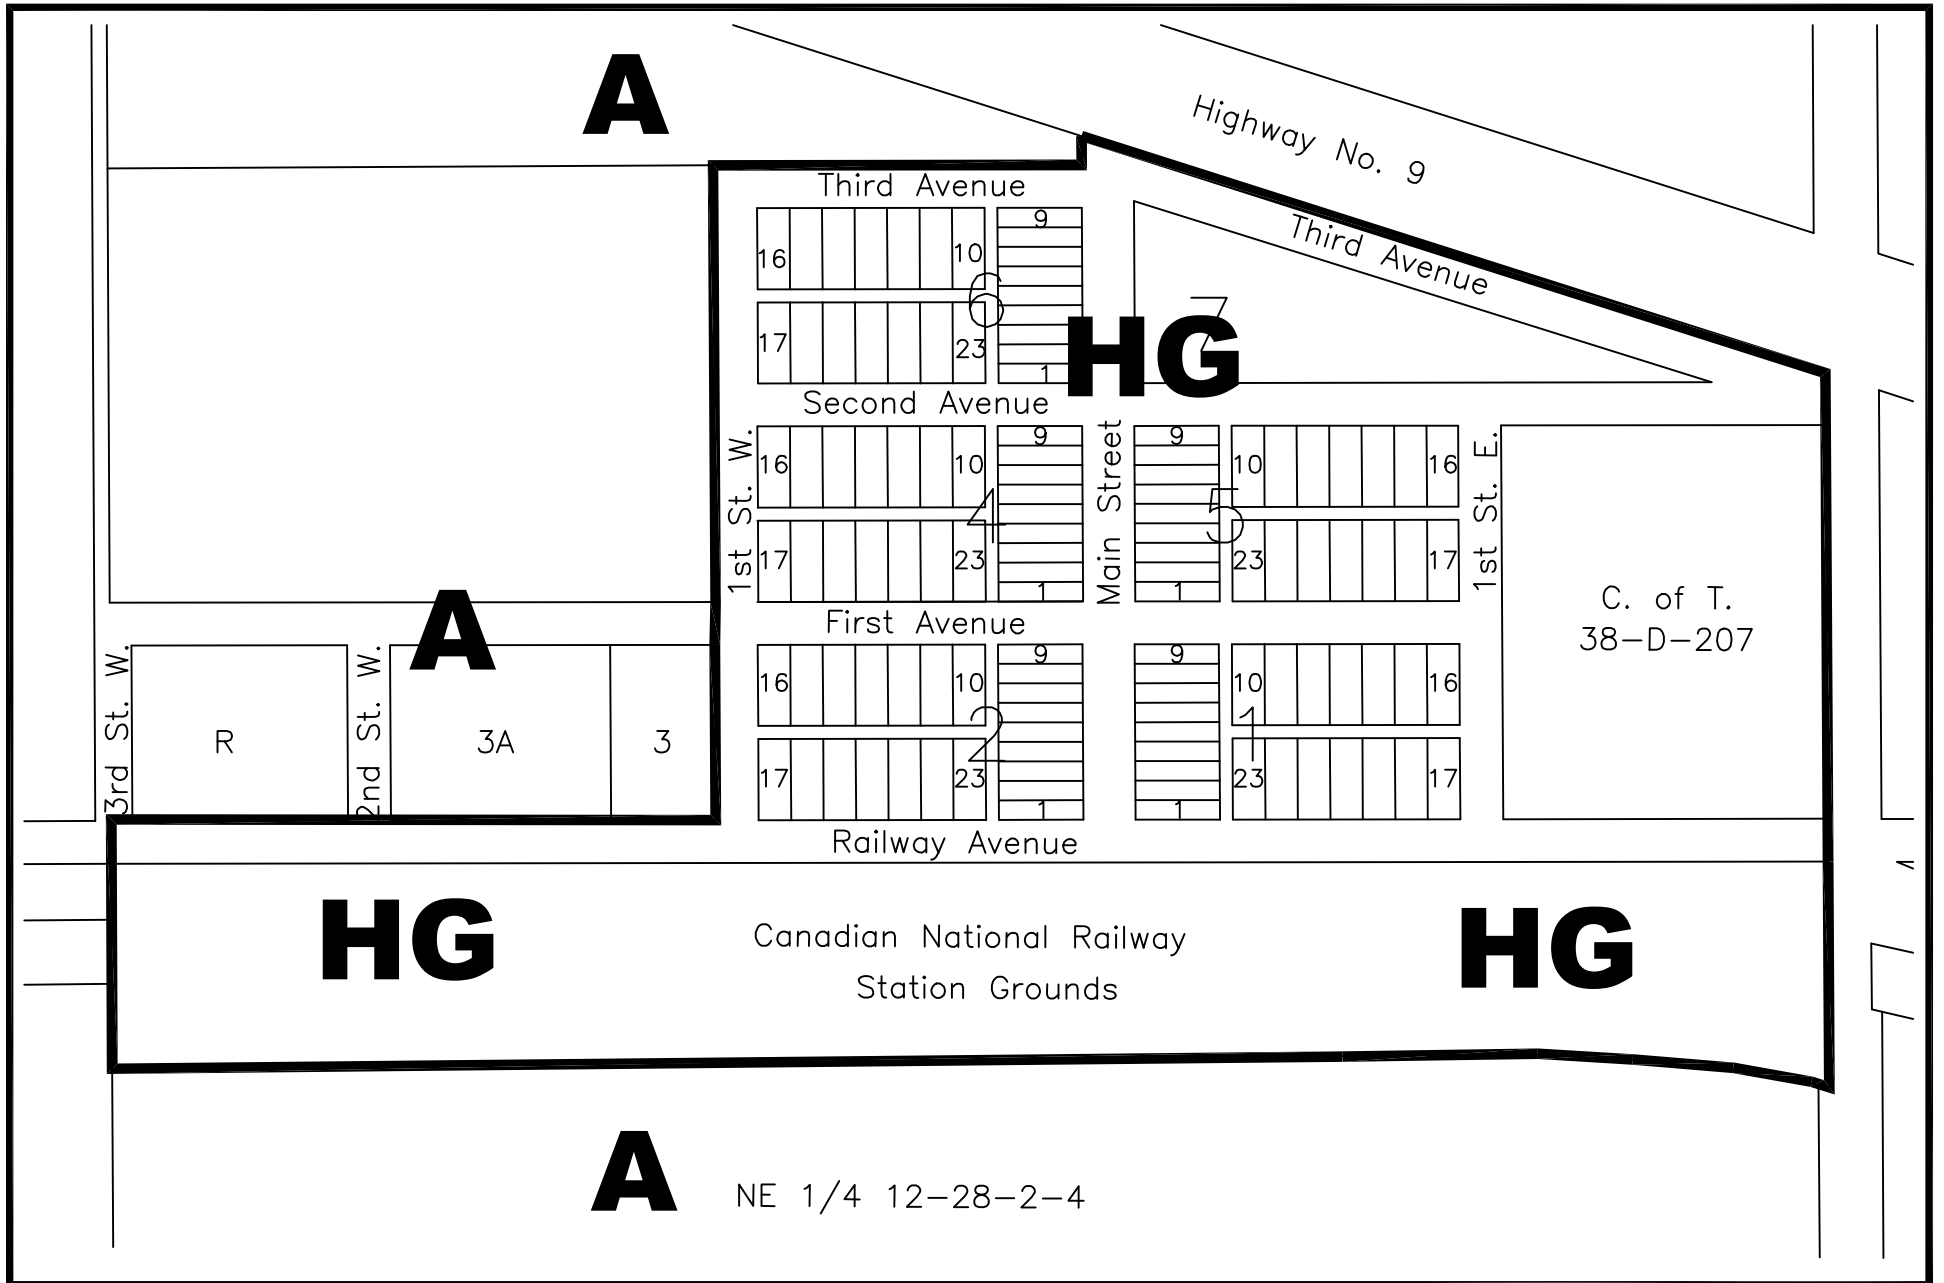 A
Highway No. 9
Third Avenue
Third Avenue
16 10 9
6
7
17 23 1
HG
Second Avenue
1st St. W.
16 10 9
4
17 23 1
Main Street
9 10 16
5
1 23 17
1st St. E.
C. of T.
38-D-207
A
First Avenue
3rd St. W.
R
2nd St. W.
3A
3
16 10 9
2
17 23 1
9 10 16
1
1 23 17
Railway Avenue
HG
Canadian National Railway
Station Grounds
HG
A
NE 1/4 12-28-2-4